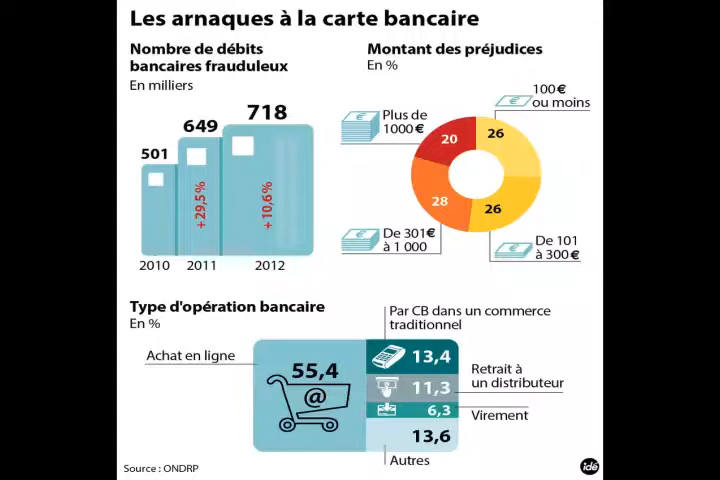 Les arnaques à la carte bancaire
Nombre de débits
bancaires frauduleux
En milliers
501
649
718
+29,5%
+10,6%
2010
2011
2012
Montant des préjudices
En %
100€
ou moins
Plus de
1000€
20
26
28
26
De 301€
à 1 000
De 101
à 300€
Type d'opération bancaire
En %
Par CB dans un commerce
traditionnel
Achat en ligne
55,4
@
13,4
Retrait à
un distributeur
11,3
6,3
Virement
13,6
Autres
Source : ONDRP
idé